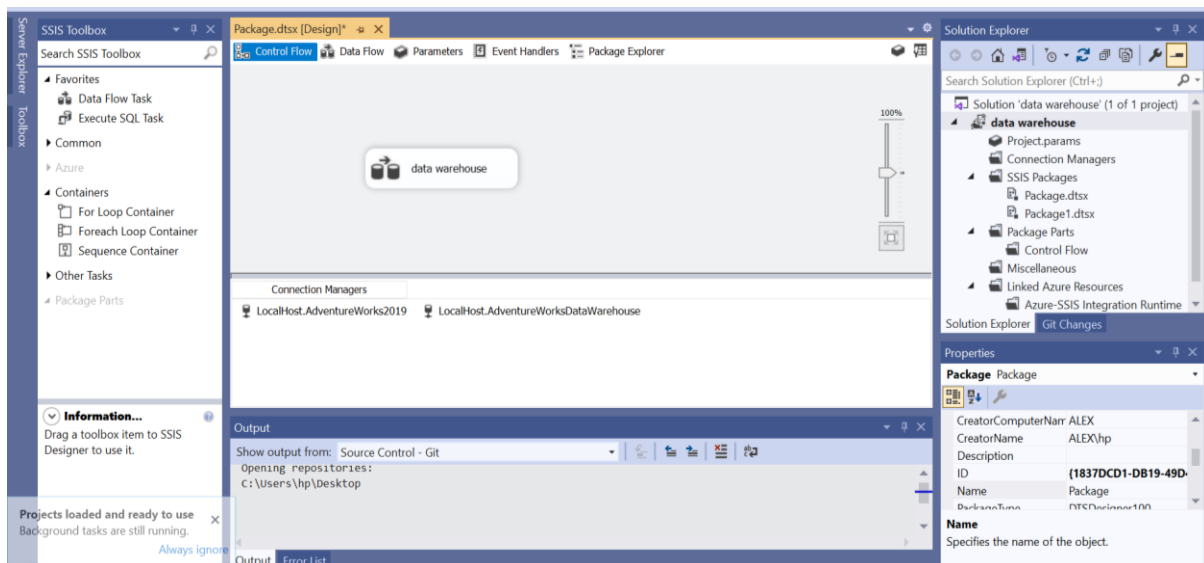 Server Explorer
Toolbox
SSIS Toolbox
Search SSIS Toolbox
Favorites
Data Flow Task
Execute SQL Task
Common
Azure
Containers
For Loop Container
Foreach Loop Container
Sequence Container
Other Tasks
Package Parts
Information...
Drag a toolbox item to SSIS
Designer to use it.
Projects loaded and ready to use
Background tasks are still running.
Always ignore
Package.dtsx [Design]*
Control Flow Data Flow Parameters Event Handlers Package Explorer
100%
data warehouse
Connection Managers
LocalHost.AdventureWorks2019 LocalHost.AdventureWorksDataWarehouse
Output
Show output from: Source Control - Git
Opening repositories:
C:\Users\hp\Desktop
Output Error List
Solution Explorer
Search Solution Explorer (Ctrl+;)
Solution 'data warehouse' (1 of 1 project)
data warehouse
Project.params
Connection Managers
SSIS Packages
Package.dtsx
Package1.dtsx
Package Parts
Control Flow
Miscellaneous
Linked Azure Resources
Azure-SSIS Integration Runtime
Solution Explorer Git Changes
Properties
Package Package
CreatorComputerNam ALEX
CreatorName ALEX\hp
Description
ID {1837DCD1-DB19-49D4
Name Package
PackageType DTSDesigner100
Name
Specifies the name of the object.